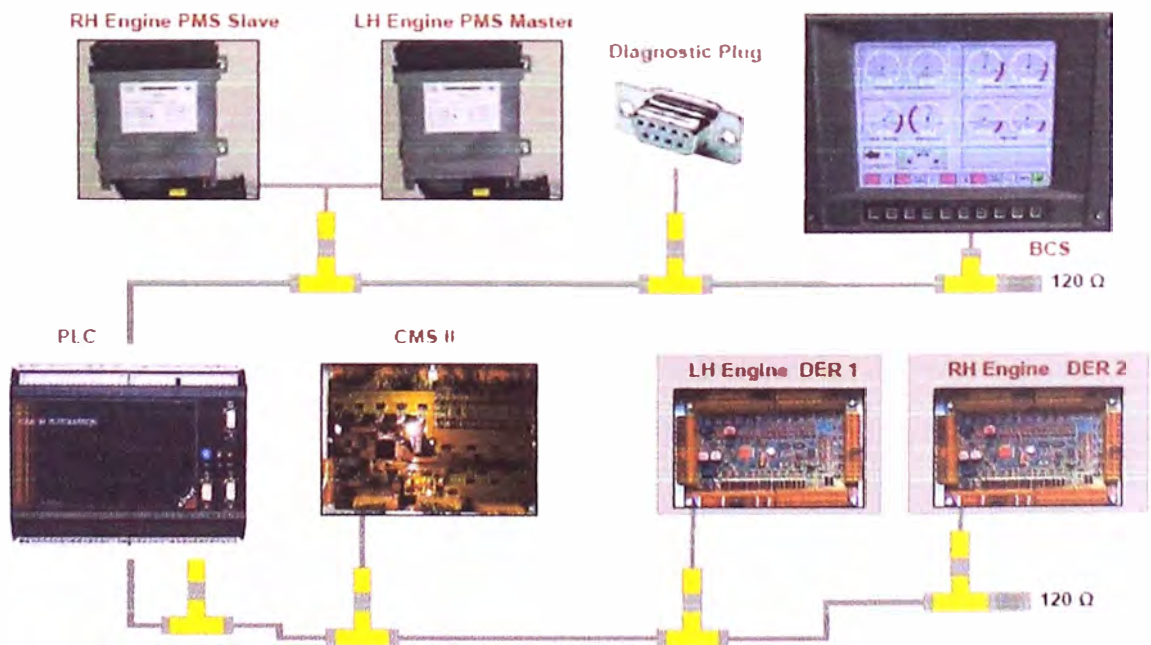 RH Engine PMS Slave
LH Engine PMS Master
Diagnostic Plug
BCS
120 Ω
PLC
CMS II
LH Engine DER 1
RH Engine DER 2
120 Ω